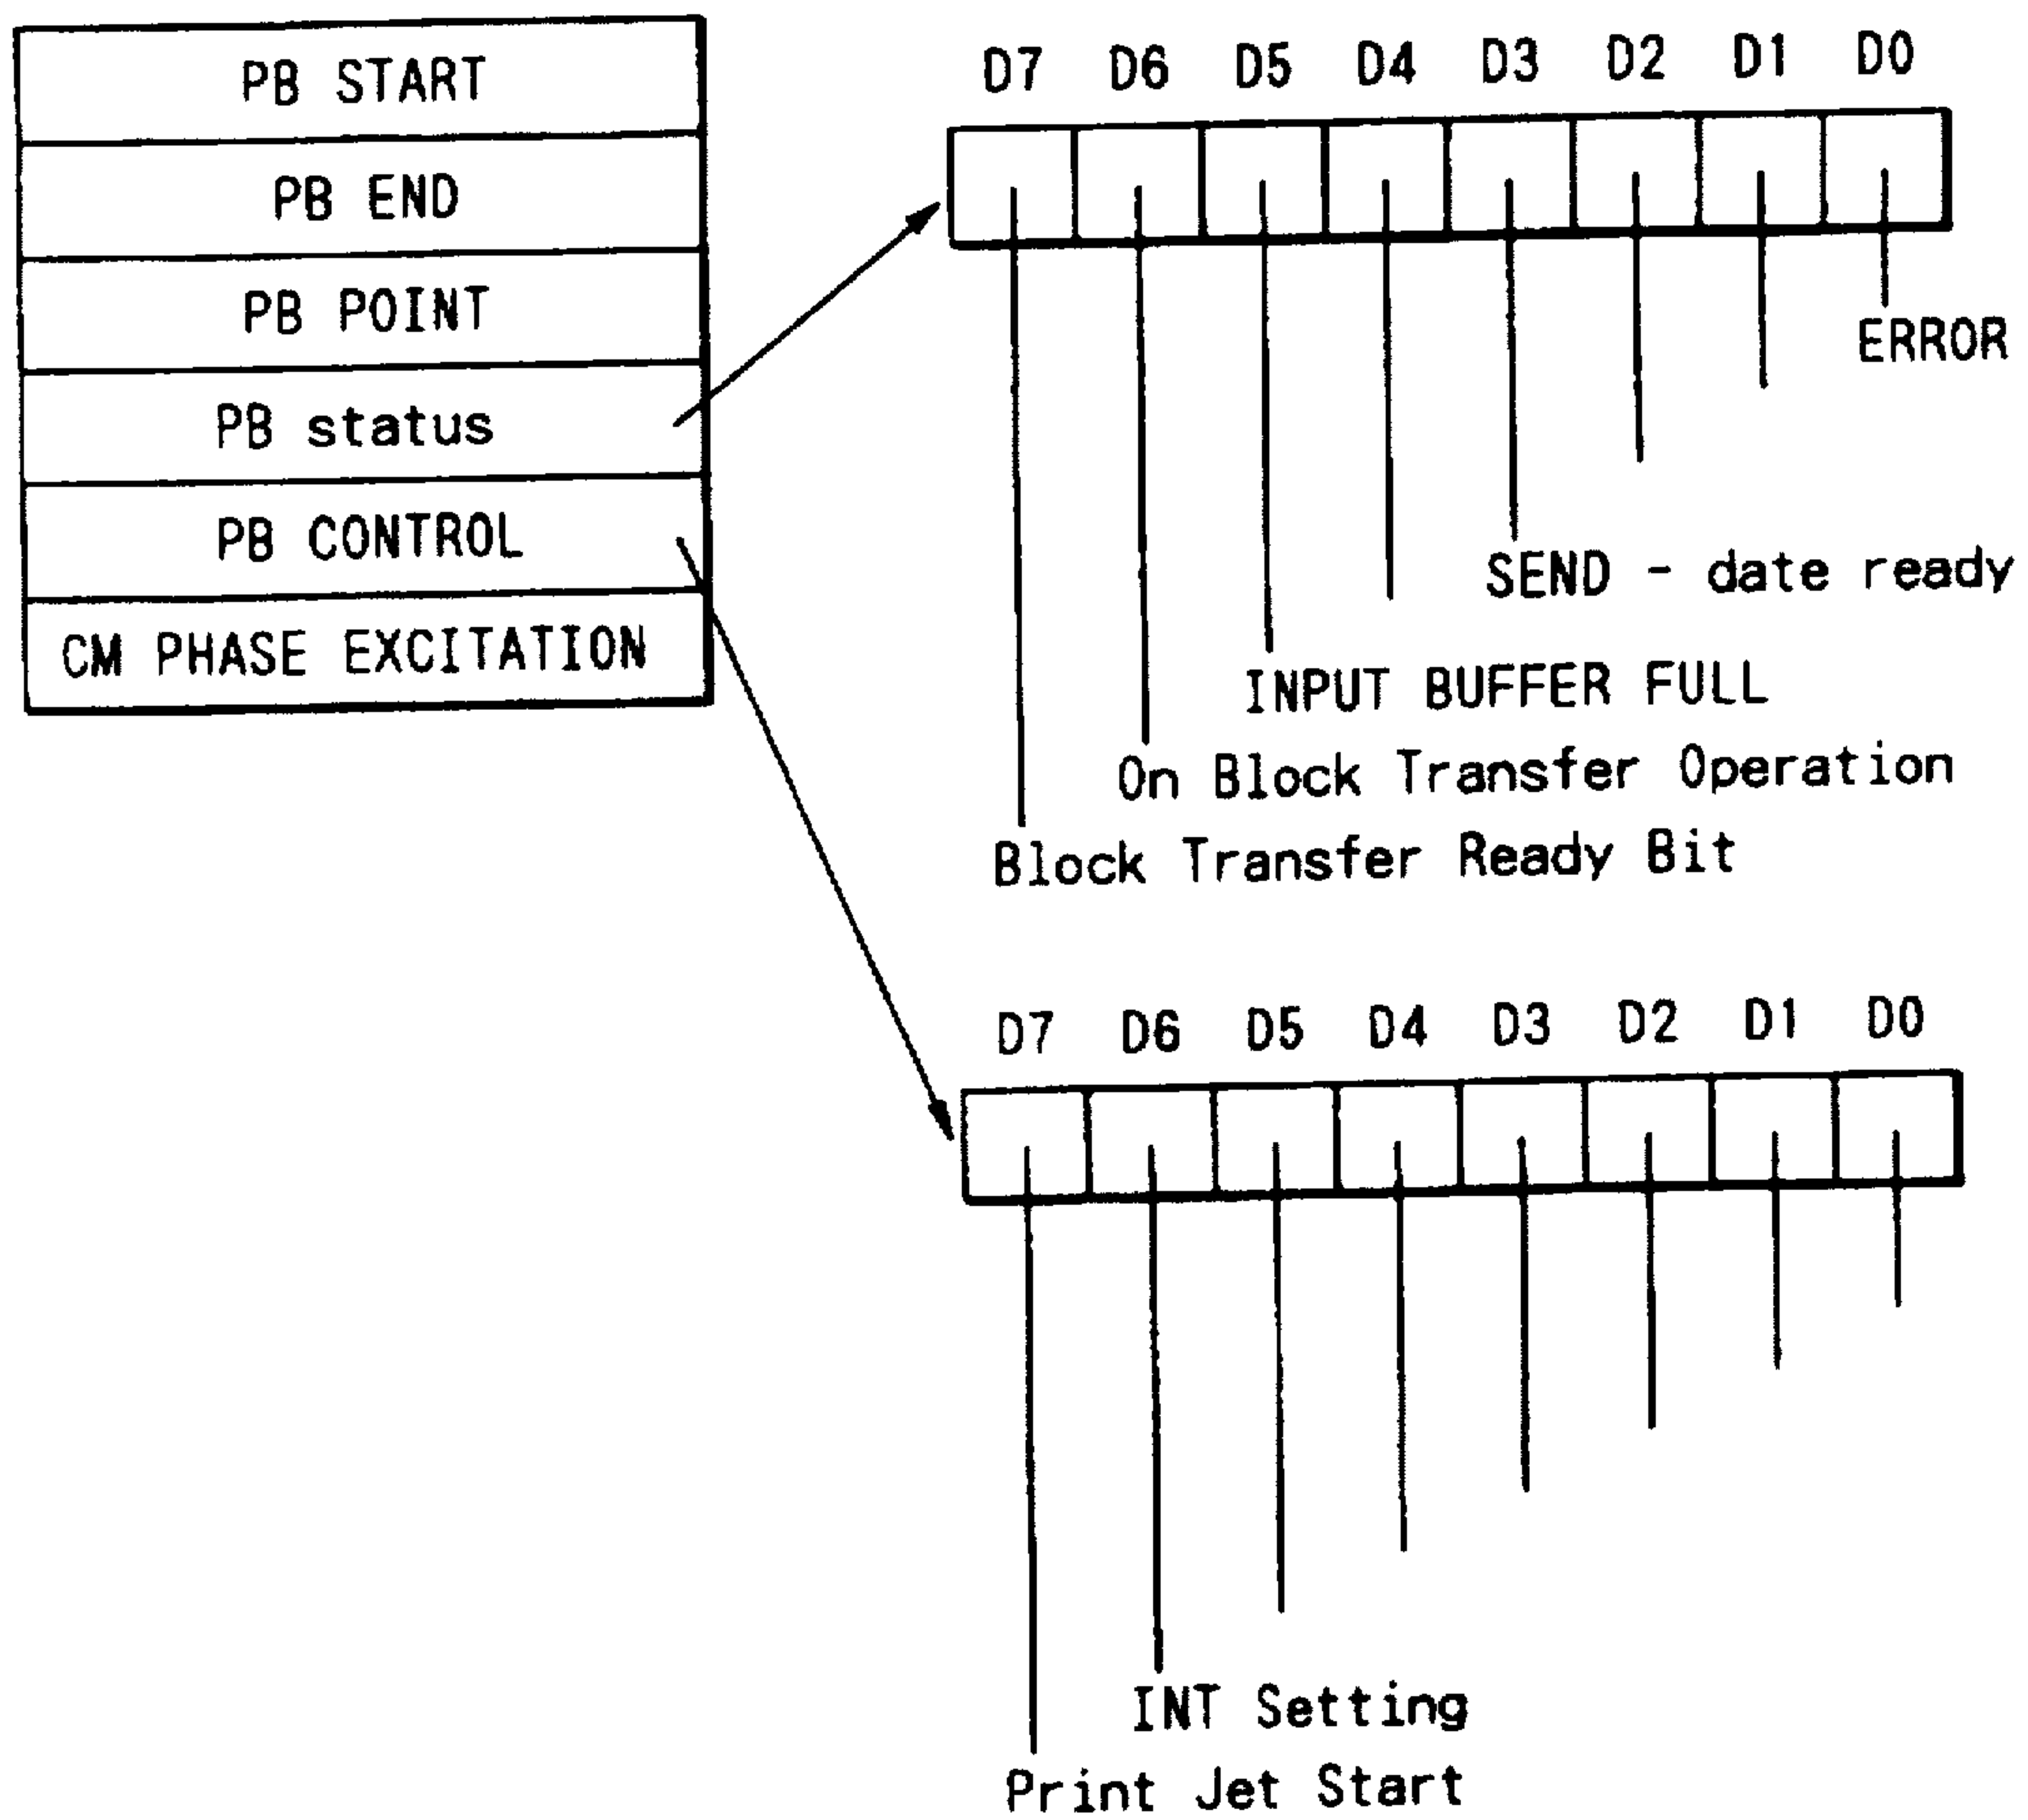 PB START
PB END
PB POINT
PB status
PB CONTROL
CM PHASE EXCITATION
D7 D6 D5 D4 D3 D2 D1 D0
ERROR
SEND - date ready
INPUT BUFFER FULL
On Block Transfer Operation
Block Transfer Ready Bit
D7 D6 D5 D4 D3 D2 D1 D0
INT Setting
Print Jet Start